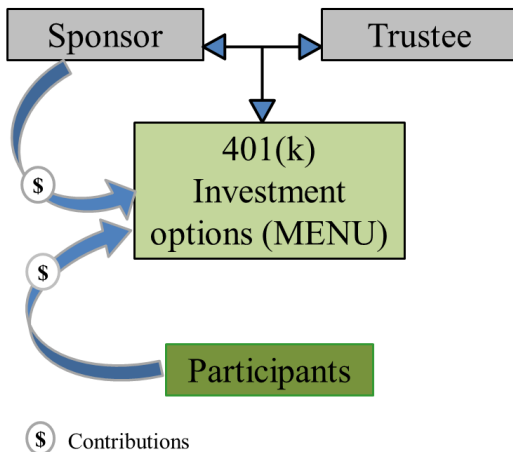 Sponsor
Trustee
401(k)
Investment
options (MENU)
$
$
Participants
$ Contributions